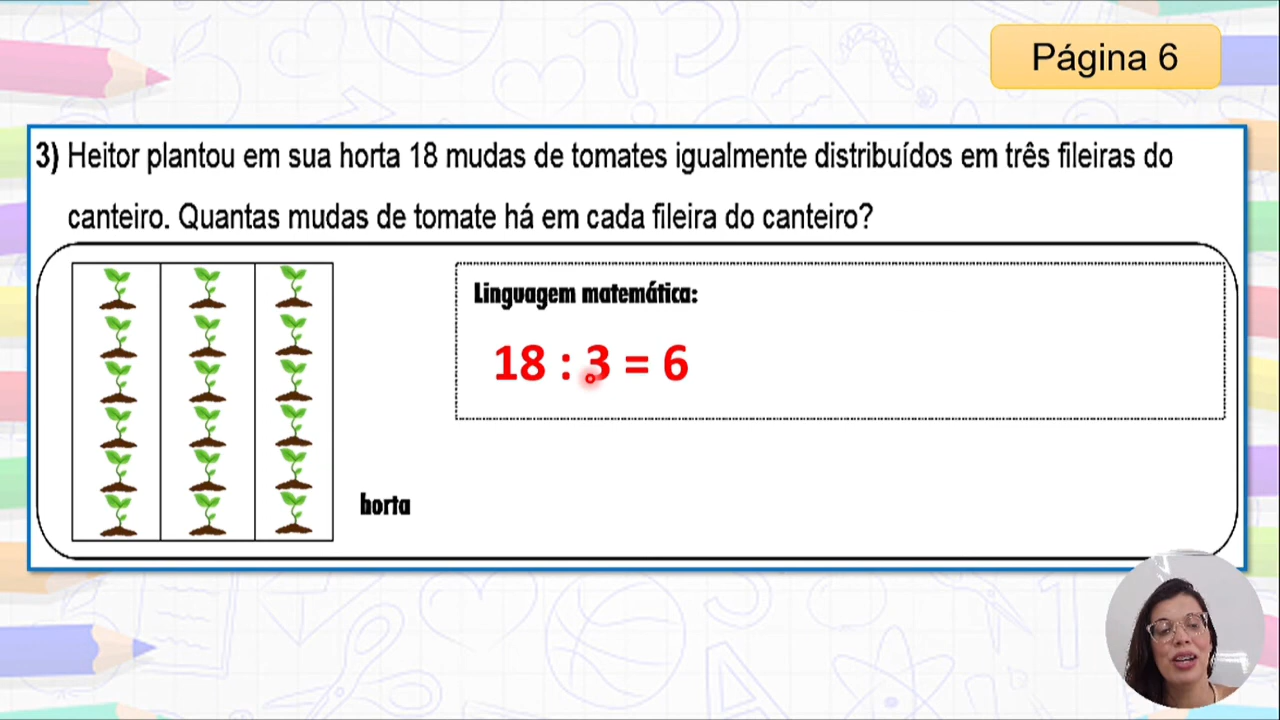 Página 6
3) Heitor plantou em sua horta 18 mudas de tomates igualmente distribuídos em três fileiras do
canteiro. Quantas mudas de tomate há em cada fileira do canteiro?
Linguagem matemática:
18 : 3 = 6
horta